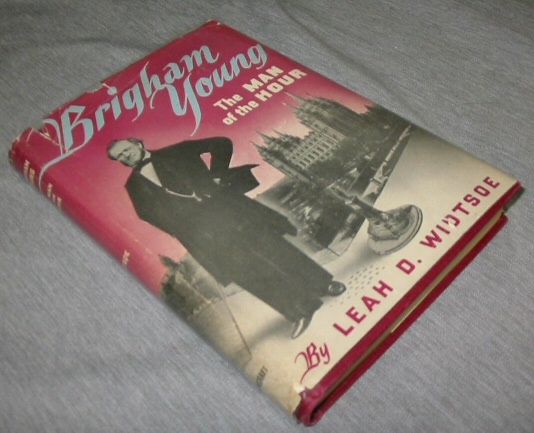 Brigham
Young
The MAN
of the HOUR
By LEAH D. WIDTSOE